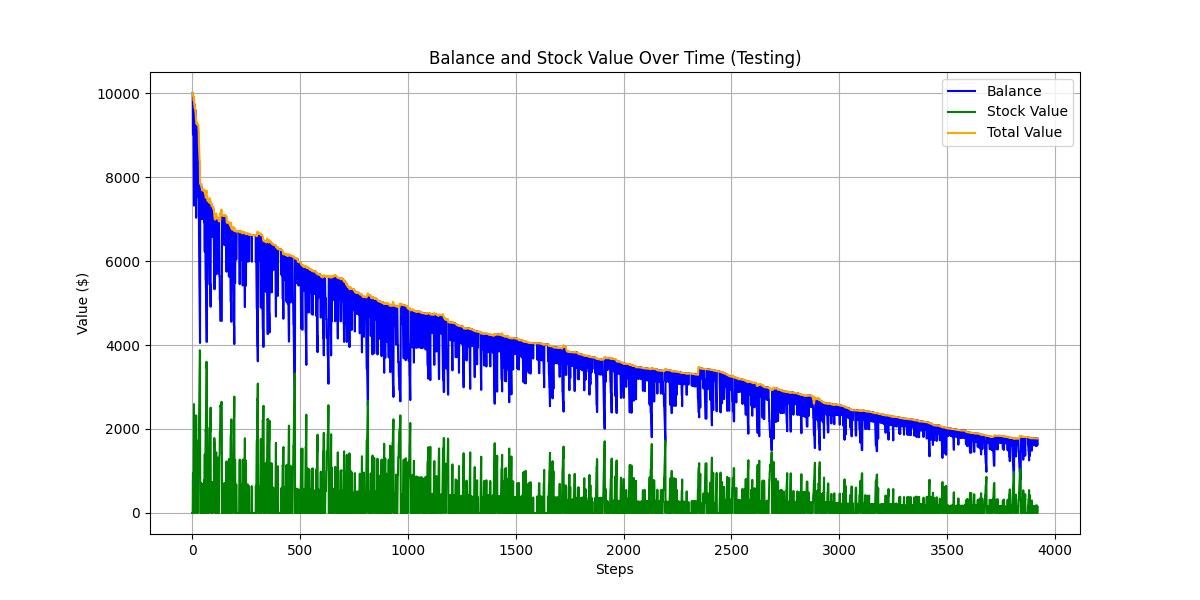 Balance and Stock Value Over Time (Testing)
Balance
Stock Value
Total Value
Value ($)
10000
8000
6000
4000
2000
0
0 500 1000 1500 2000 2500 3000 3500 4000
Steps